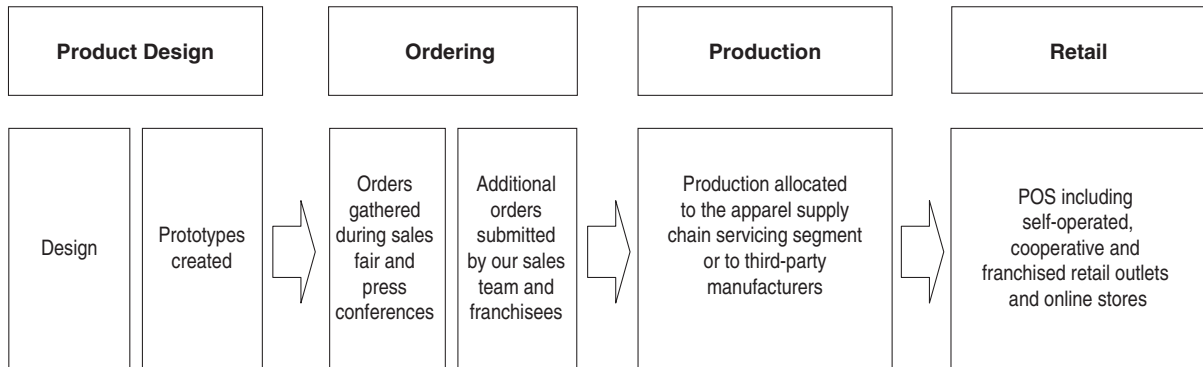 Product Design
Ordering
Production
Retail
Design
Prototypes
created
Orders
gathered
during sales
fair and
press
conferences
Additional
orders
submitted
by our sales
team and
franchisees
Production allocated
to the apparel supply
chain servicing segment
or to third-party
manufacturers
POS including
self-operated,
cooperative and
franchised retail outlets
and online stores